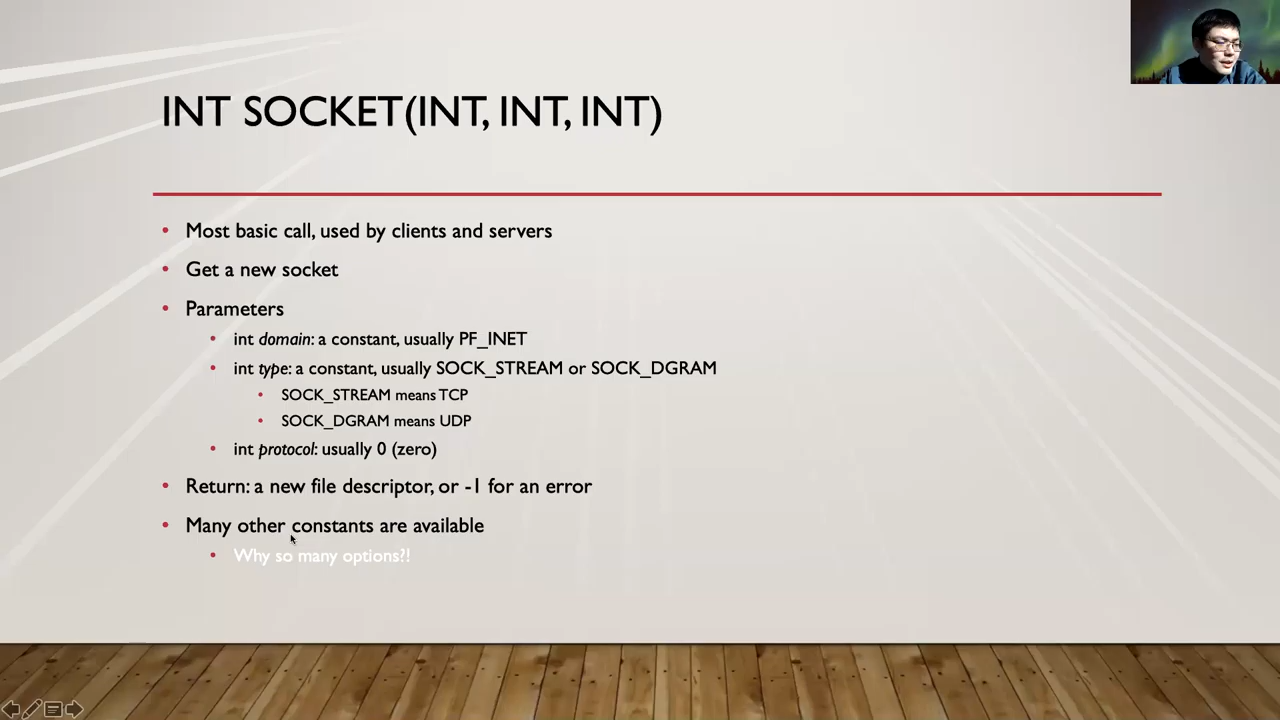 INT SOCKET(INT, INT, INT)
• Most basic call, used by clients and servers
• Get a new socket
• Parameters
• int domain: a constant, usually PF_INET
• int type: a constant, usually SOCK_STREAM or SOCK_DGRAM
• SOCK_STREAM means TCP
• SOCK_DGRAM means UDP
• int protocol: usually 0 (zero)
• Return: a new file descriptor, or -1 for an error
• Many other constants are available
• Why so many options?!